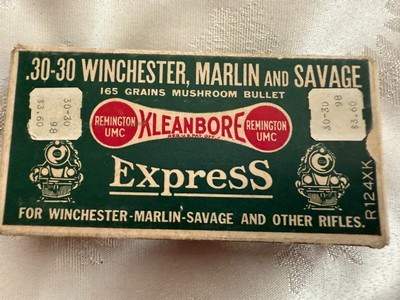 .30-30 WINCHESTER, MARLIN AND SAVAGE
165 GRAINS MUSHROOM BULLET
30-30
98
$3.60
REMINGTON
UMC
KLEANBORE
REMINGTON
UMC
30-30
98
$3.60
Express
FOR WINCHESTER-MARLIN-SAVAGE AND OTHER RIFLES.
R124XK